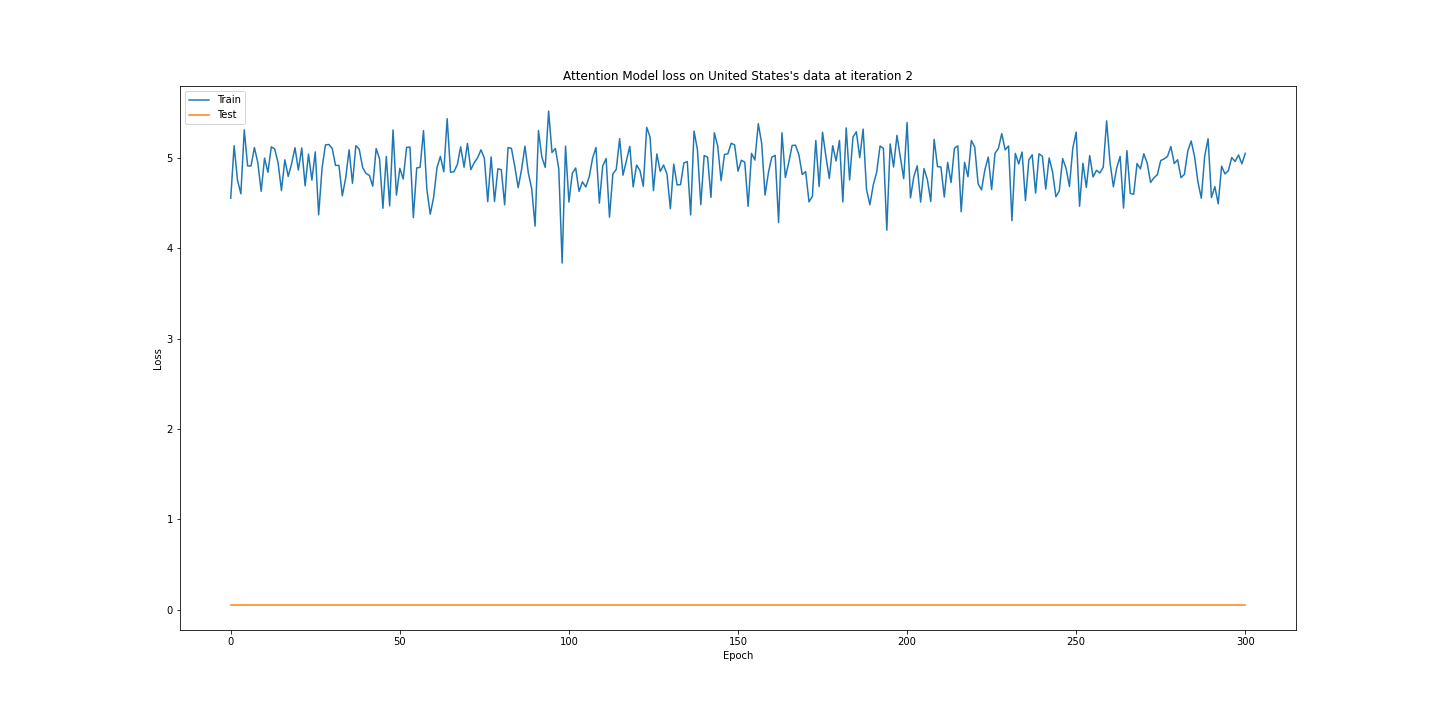 Attention Model loss on United States's data at iteration 2
Train
Test
5
4
3
2
1
0
Loss
0 50 100 150 200 250 300
Epoch